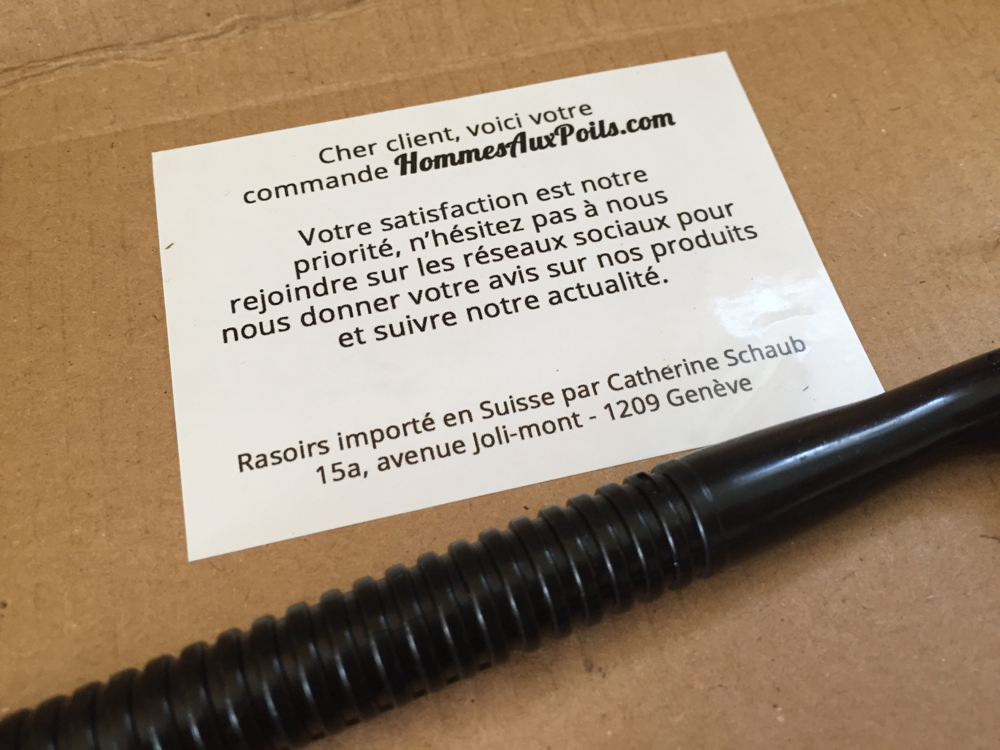 Cher client, voici votre
commande HommesAuxPoils.com
Votre satisfaction est notre
priorité, n'hésitez pas à nous
rejoindre sur les réseaux sociaux pour
nous donner votre avis sur nos produits
et suivre notre actualité.
Rasoirs importé en Suisse par Cathérine Schaub
15a, avenue Joli-mont - 1209 Genève